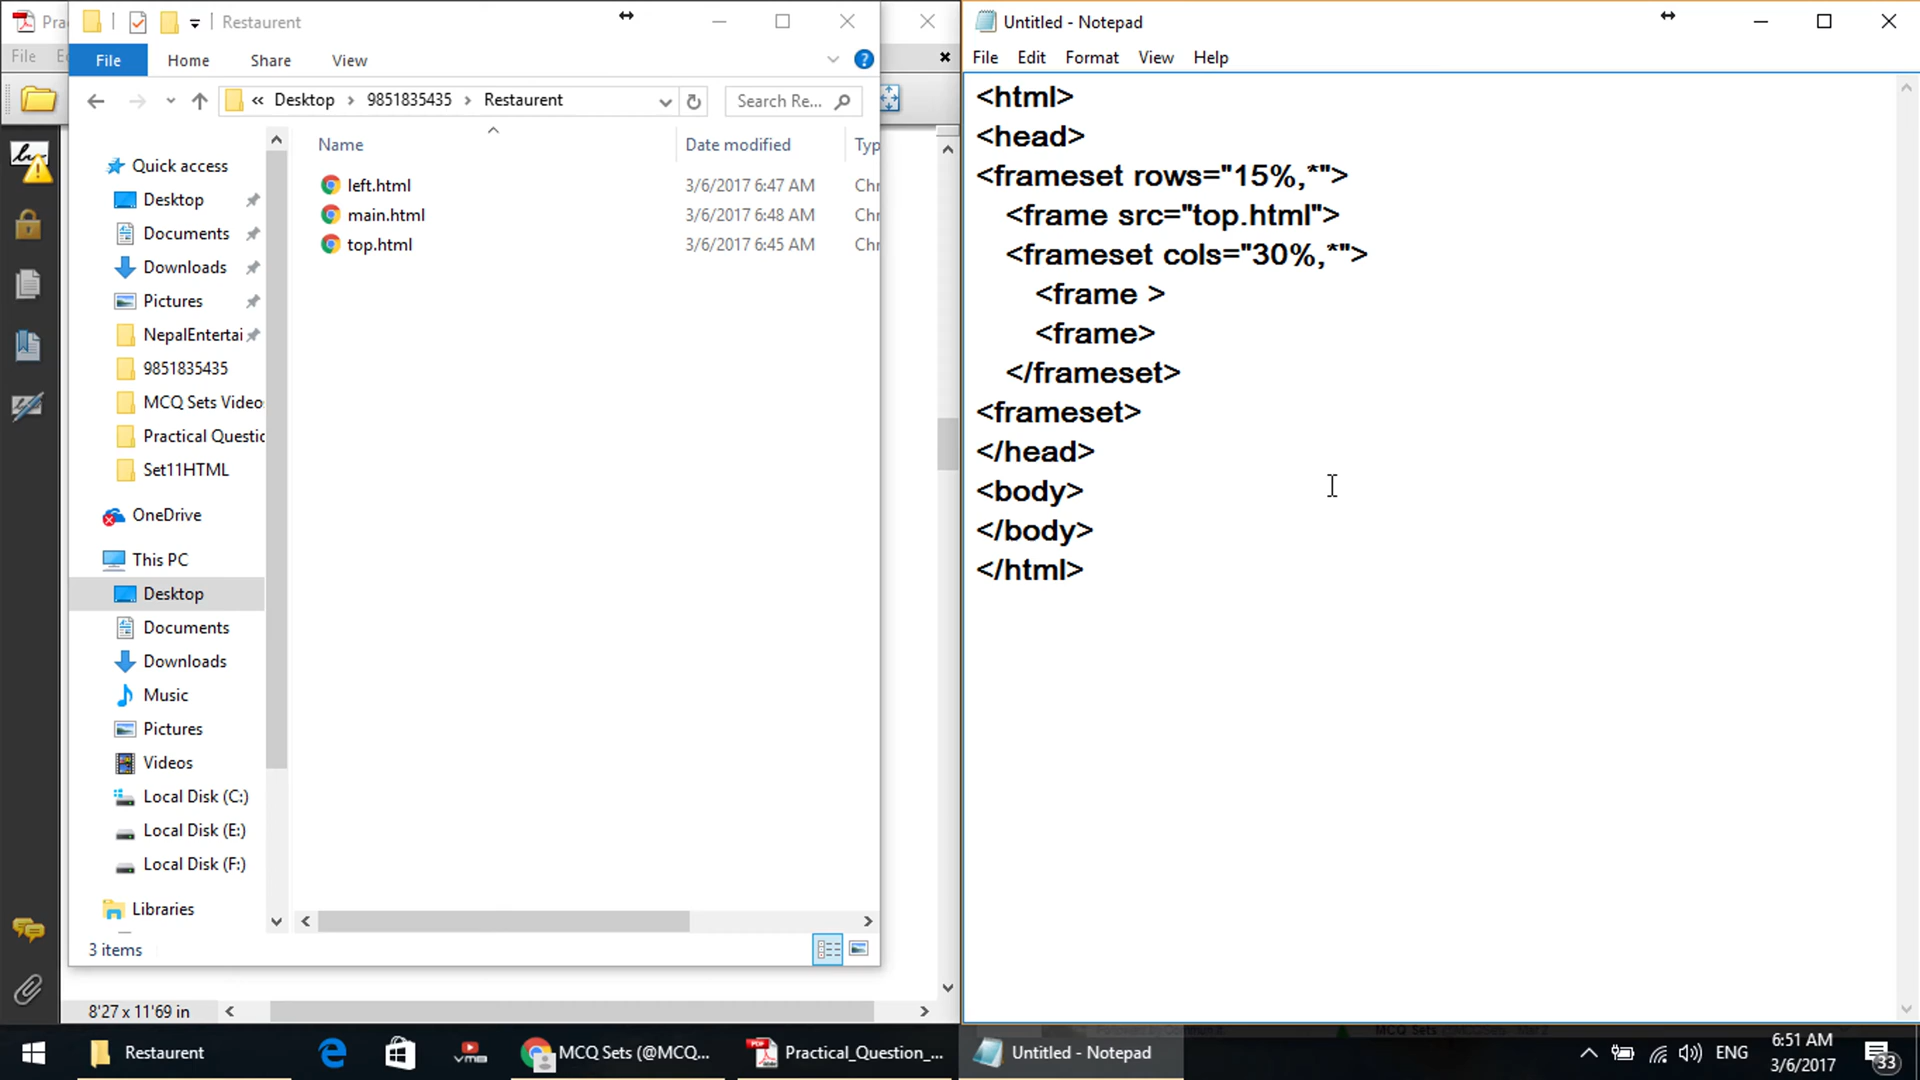 Pra
Restaurent
File
File Home Share View
« Desktop > 9851835435 > Restaurent
Search Re...
Name Date modified Typ
left.html 3/6/2017 6:47 AM Chr
main.html 3/6/2017 6:48 AM Chr
top.html 3/6/2017 6:45 AM Chr
Quick access
Desktop
Documents
Downloads
Pictures
NepalEntertai
9851835435
MCQ Sets Video
Practical Questic
Set11HTML
OneDrive
This PC
Desktop
Documents
Downloads
Music
Pictures
Videos
Local Disk (C:)
Local Disk (E:)
Local Disk (F:)
Libraries
3 items
8'27 x 11'69 in
Untitled - Notepad
File Edit Format View Help
<html>
<head>
<frameset rows="15%,*">
<frame src="top.html">
<frameset cols="30%,*">
<frame >
<frame>
</frameset>
<frameset>
</head>
<body>
</body>
</html>
Restaurent
MCQ Sets (@MCQ...
Practical_Question_...
Untitled - Notepad
ENG
6:51 AM
3/6/2017
33